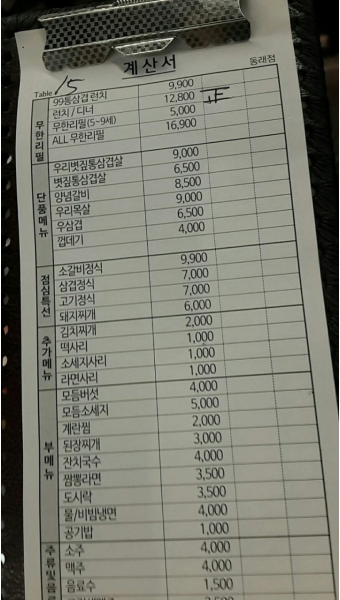 계산서
동래점
Table 15
무한리필
99통삼겹 런치 9,900
런치 / 디너 12,800 正
무한리필(5~9세) 5,000
ALL 무한리필 16,900
단품메뉴
우리벗짚통삼겹살 9,000
볏짚통삼겹살 6,500
양념갈비 8,500
우리목살 9,000
우삼겹 6,500
껍데기 4,000
점심특선
소갈비정식 9,900
삼겹정식 7,000
고기정식 7,000
돼지찌개 6,000
추가메뉴
김치찌개 2,000
떡사리 1,000
소세지사리 1,000
라면사리 1,000
부메뉴
모듬버섯 4,000
모듬소세지 5,000
계란찜 2,000
된장찌개 3,000
잔치국수 4,000
짬뽕라면 3,500
도시락 3,500
물/비빔냉면 4,000
공기밥 1,000
주류및음료
소주 4,000
맥주 4,000
음료수 1,500